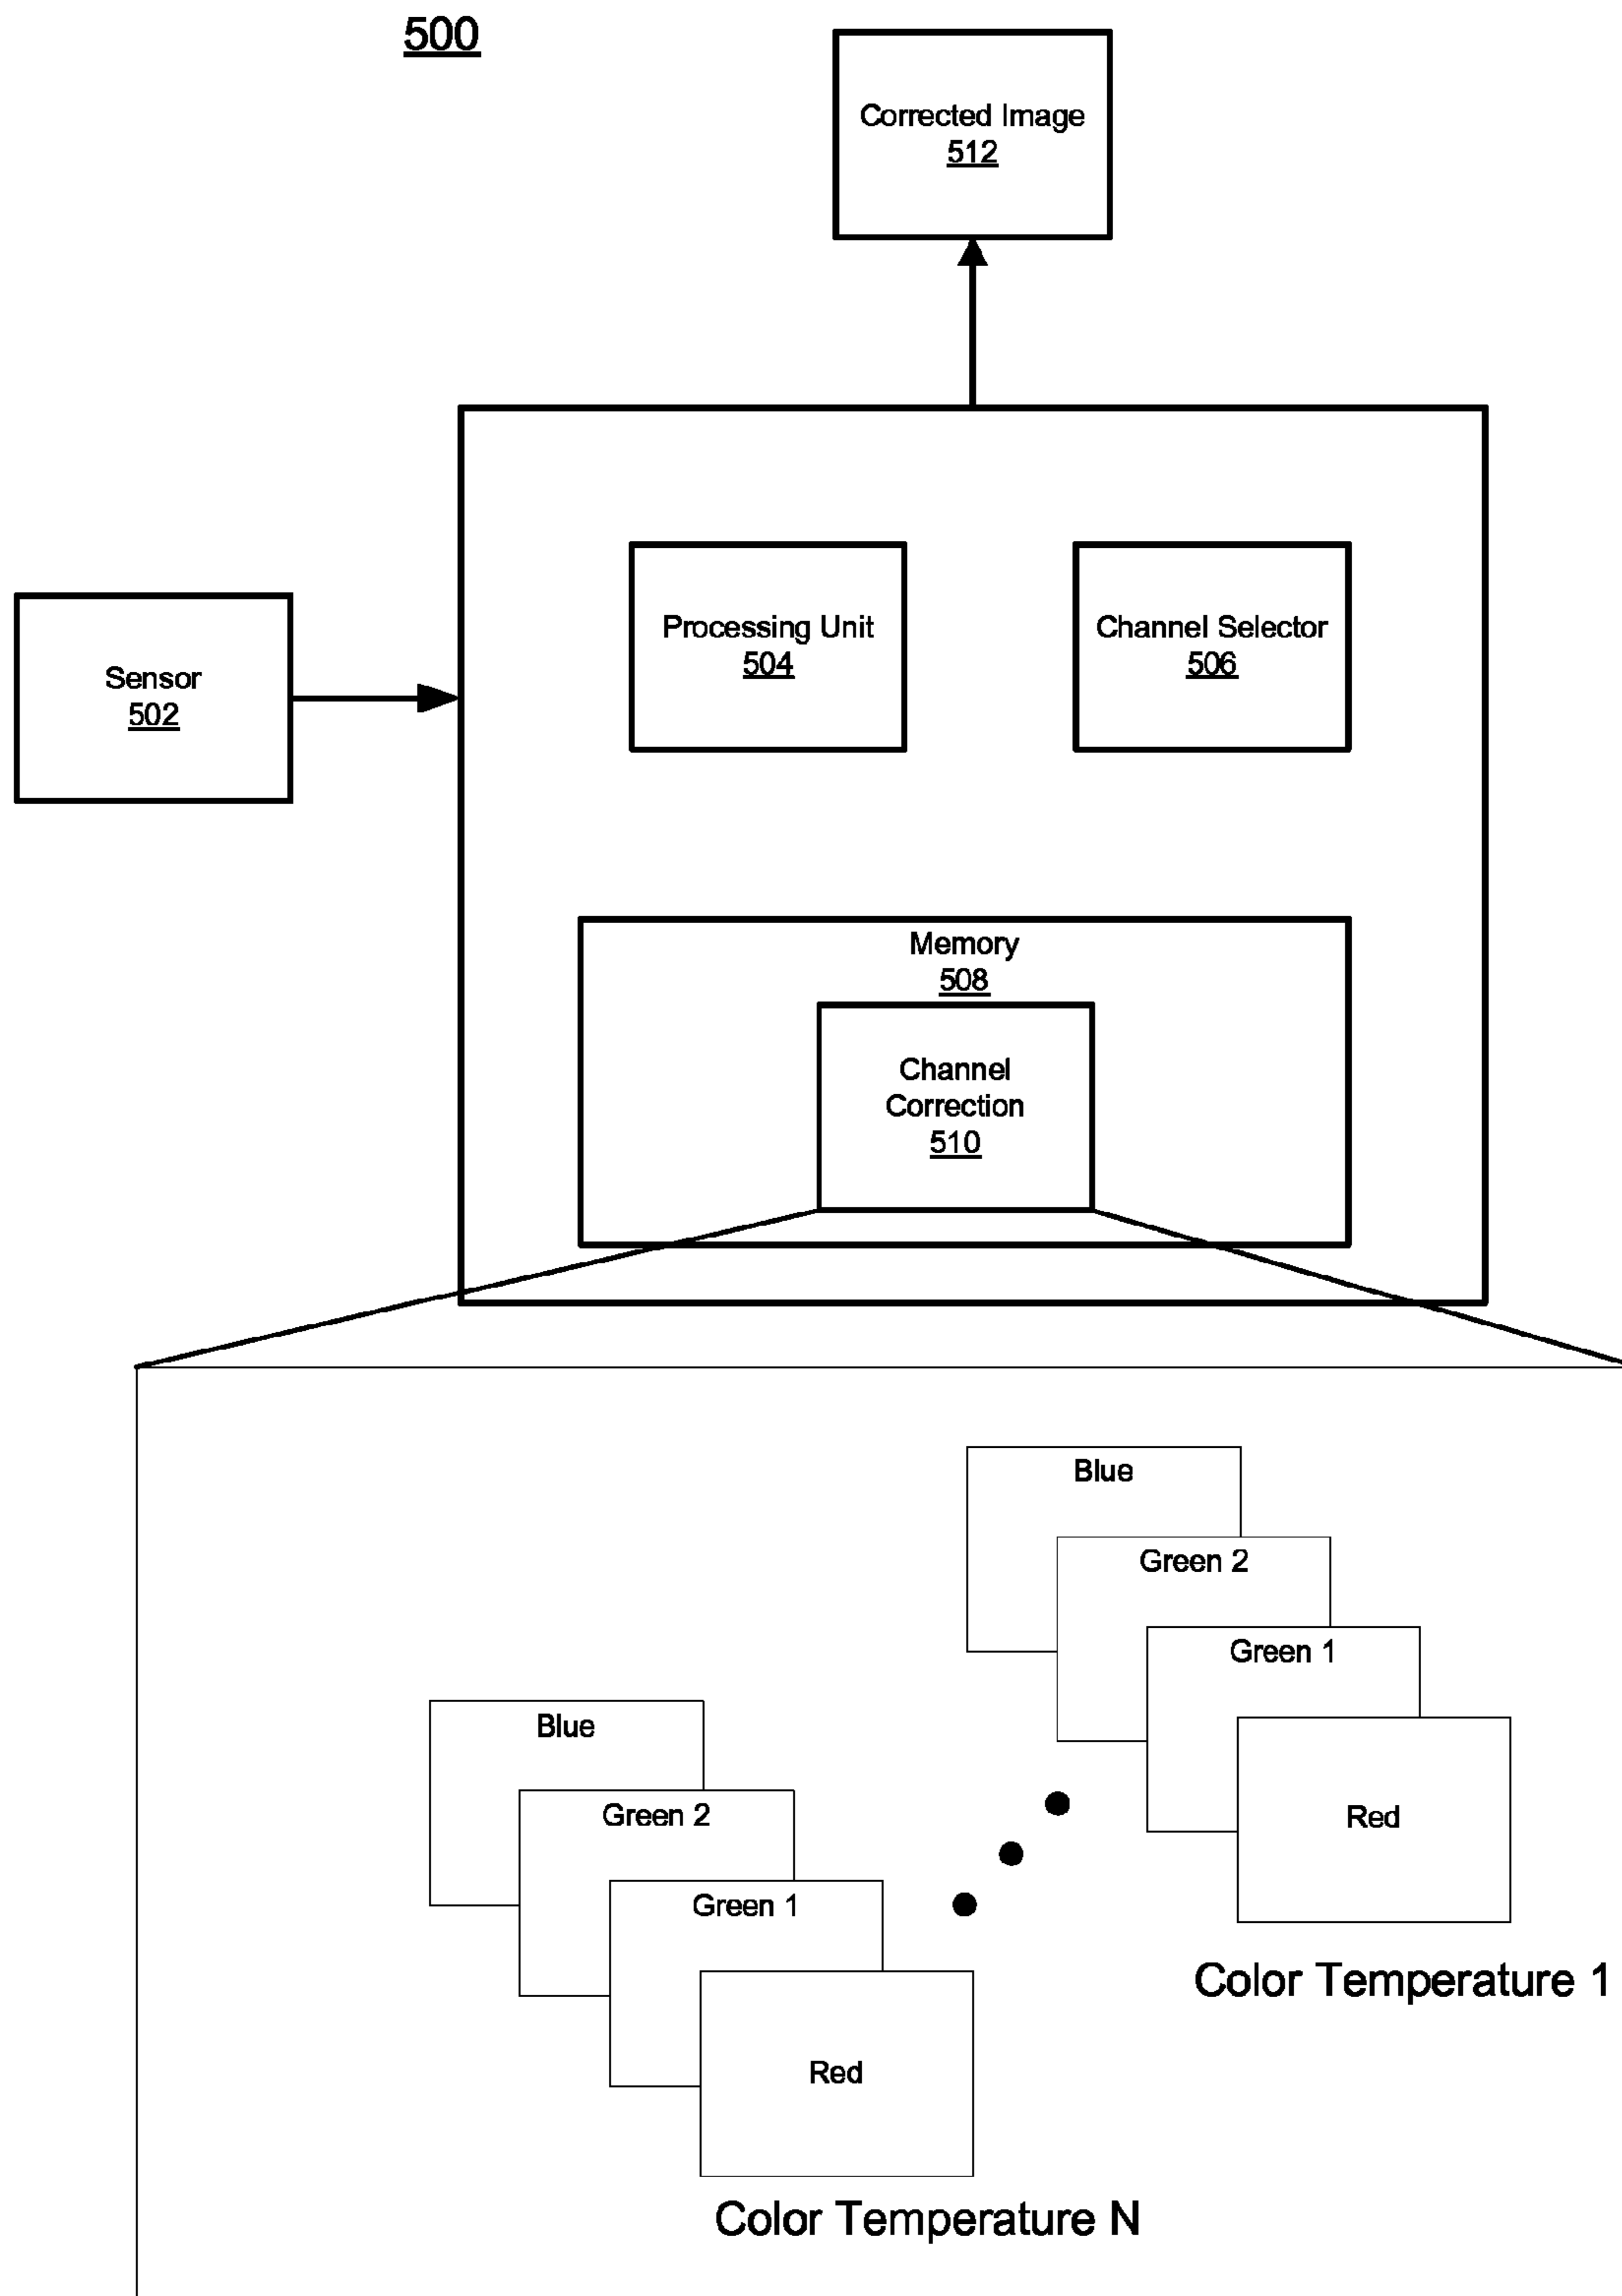 500
Corrected Image
512
Processing Unit
504
Channel Selector
506
Sensor
502
Memory
508
Channel
Correction
510
Blue
Green 2
Green 1
Red
Color Temperature 1
Blue
Green 2
Green 1
Red
Color Temperature N